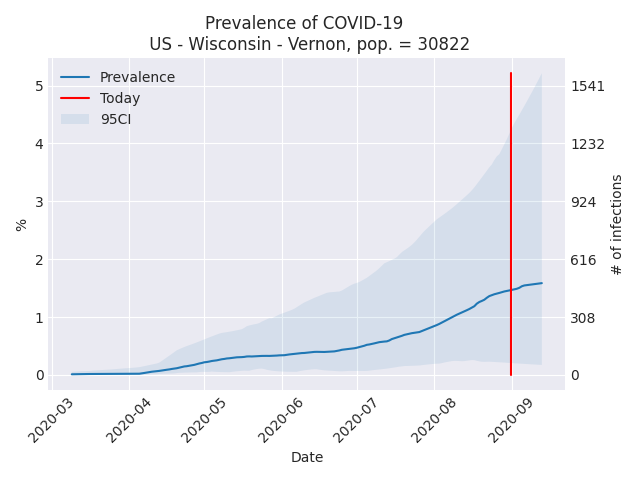 Prevalence of COVID-19
US - Wisconsin - Vernon, pop. = 30822
Prevalence
Today
95CI
5
4
3
2
1
0
%
1541
1232
924
616
308
0
# of infections
2020-03
2020-04
2020-05
2020-06
2020-07
2020-08
2020-09
Date